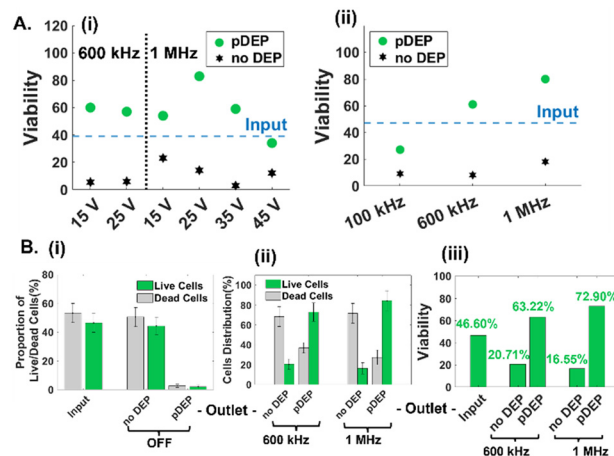 A.
(i)
600 kHz
1 MHz
pDEP
no DEP
Input
Viability
120
100
80
60
40
20
0
15 V
25 V
15 V
25 V
35 V
45 V
(ii)
pDEP
no DEP
Input
Viability
120
100
80
60
40
20
0
100 kHz
600 kHz
1 MHz
B.
(i)
Proportion of
Live/Dead Cells(%)
80
60
40
20
0
Live Cells
Dead Cells
Input
no DEP
pDEP
OFF
- Outlet -
(ii)
Cells Distribution(%)
100
80
60
40
20
0
Live Cells
Dead Cells
no DEP
pDEP
no DEP
pDEP
600 kHz
1 MHz
- Outlet -
(iii)
Viability
100
80
60
40
20
0
46.60%
20.71%
63.22%
16.55%
72.90%
Input
no DEP
pDEP
no DEP
pDEP
600 kHz
1 MHz